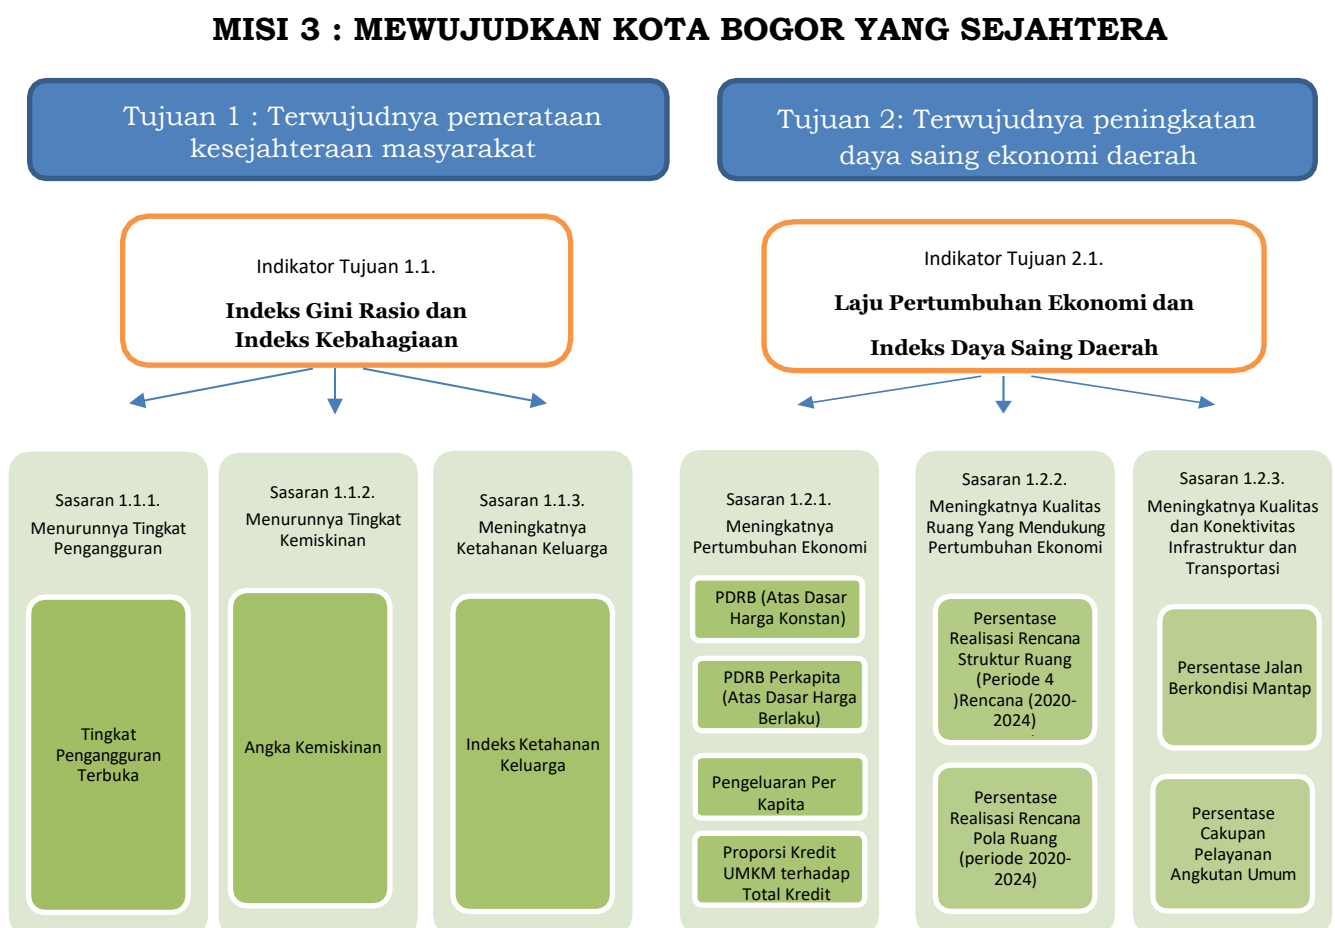 MISI 3 : MEWUJUDKAN KOTA BOGOR YANG SEJAHTERA
Tujuan 1 : Terwujudnya pemerataan
kesejahteraan masyarakat
Tujuan 2: Terwujudnya peningkatan
daya saing ekonomi daerah
Indikator Tujuan 1.1.
Indeks Gini Rasio dan
Indeks Kebahagiaan
Indikator Tujuan 2.1.
Laju Pertumbuhan Ekonomi dan
Indeks Daya Saing Daerah
Sasaran 1.1.1.
Menurunnya Tingkat
Pengangguran
Tingkat
Pengangguran
Terbuka
Sasaran 1.1.2.
Menurunnya Tingkat
Kemiskinan
Angka Kemiskinan
Sasaran 1.1.3.
Meningkatnya
Ketahanan Keluarga
Indeks Ketahanan
Keluarga
Sasaran 1.2.1.
Meningkatnya
Pertumbuhan Ekonomi
PDRB (Atas Dasar
Harga Konstan)
PDRB Perkapita
(Atas Dasar Harga
Berlaku)
Pengeluaran Per
Kapita
Proporsi Kredit
UMKM terhadap
Total Kredit
Sasaran 1.2.2.
Meningkatnya Kualitas
Ruang Yang Mendukung
Pertumbuhan Ekonomi
Persentase
Realisasi Rencana
Struktur Ruang
(Periode 4
)Rencana (2020-
2024)
Persentase
Realisasi Rencana
Pola Ruang
(periode 2020-
2024)
Sasaran 1.2.3.
Meningkatnya Kualitas
dan Konektivitas
Infrastruktur dan
Transportasi
Persentase Jalan
Berkondisi Mantap
Persentase
Cakupan
Pelayanan
Angkutan Umum